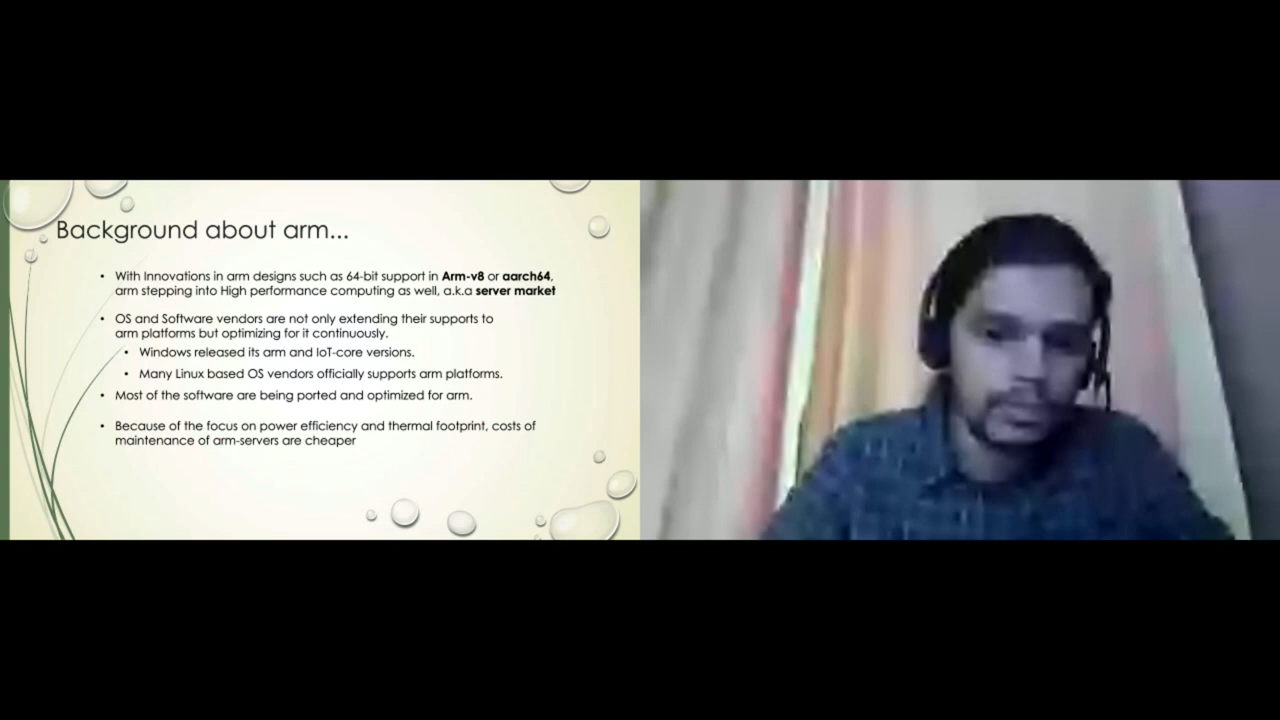 Background about arm...
• With Innovations in arm designs such as 64-bit support in Arm-v8 or aarch64,
arm stepping into High performance computing as well, a.k.a server market
• OS and Software vendors are not only extending their supports to
arm platforms but optimizing for it continuously.
• Windows released its arm and IoT-core versions.
• Many Linux based OS vendors officially supports arm platforms.
• Most of the software are being ported and optimized for arm.
• Because of the focus on power efficiency and thermal footprint, costs of
maintenance of arm-servers are cheaper